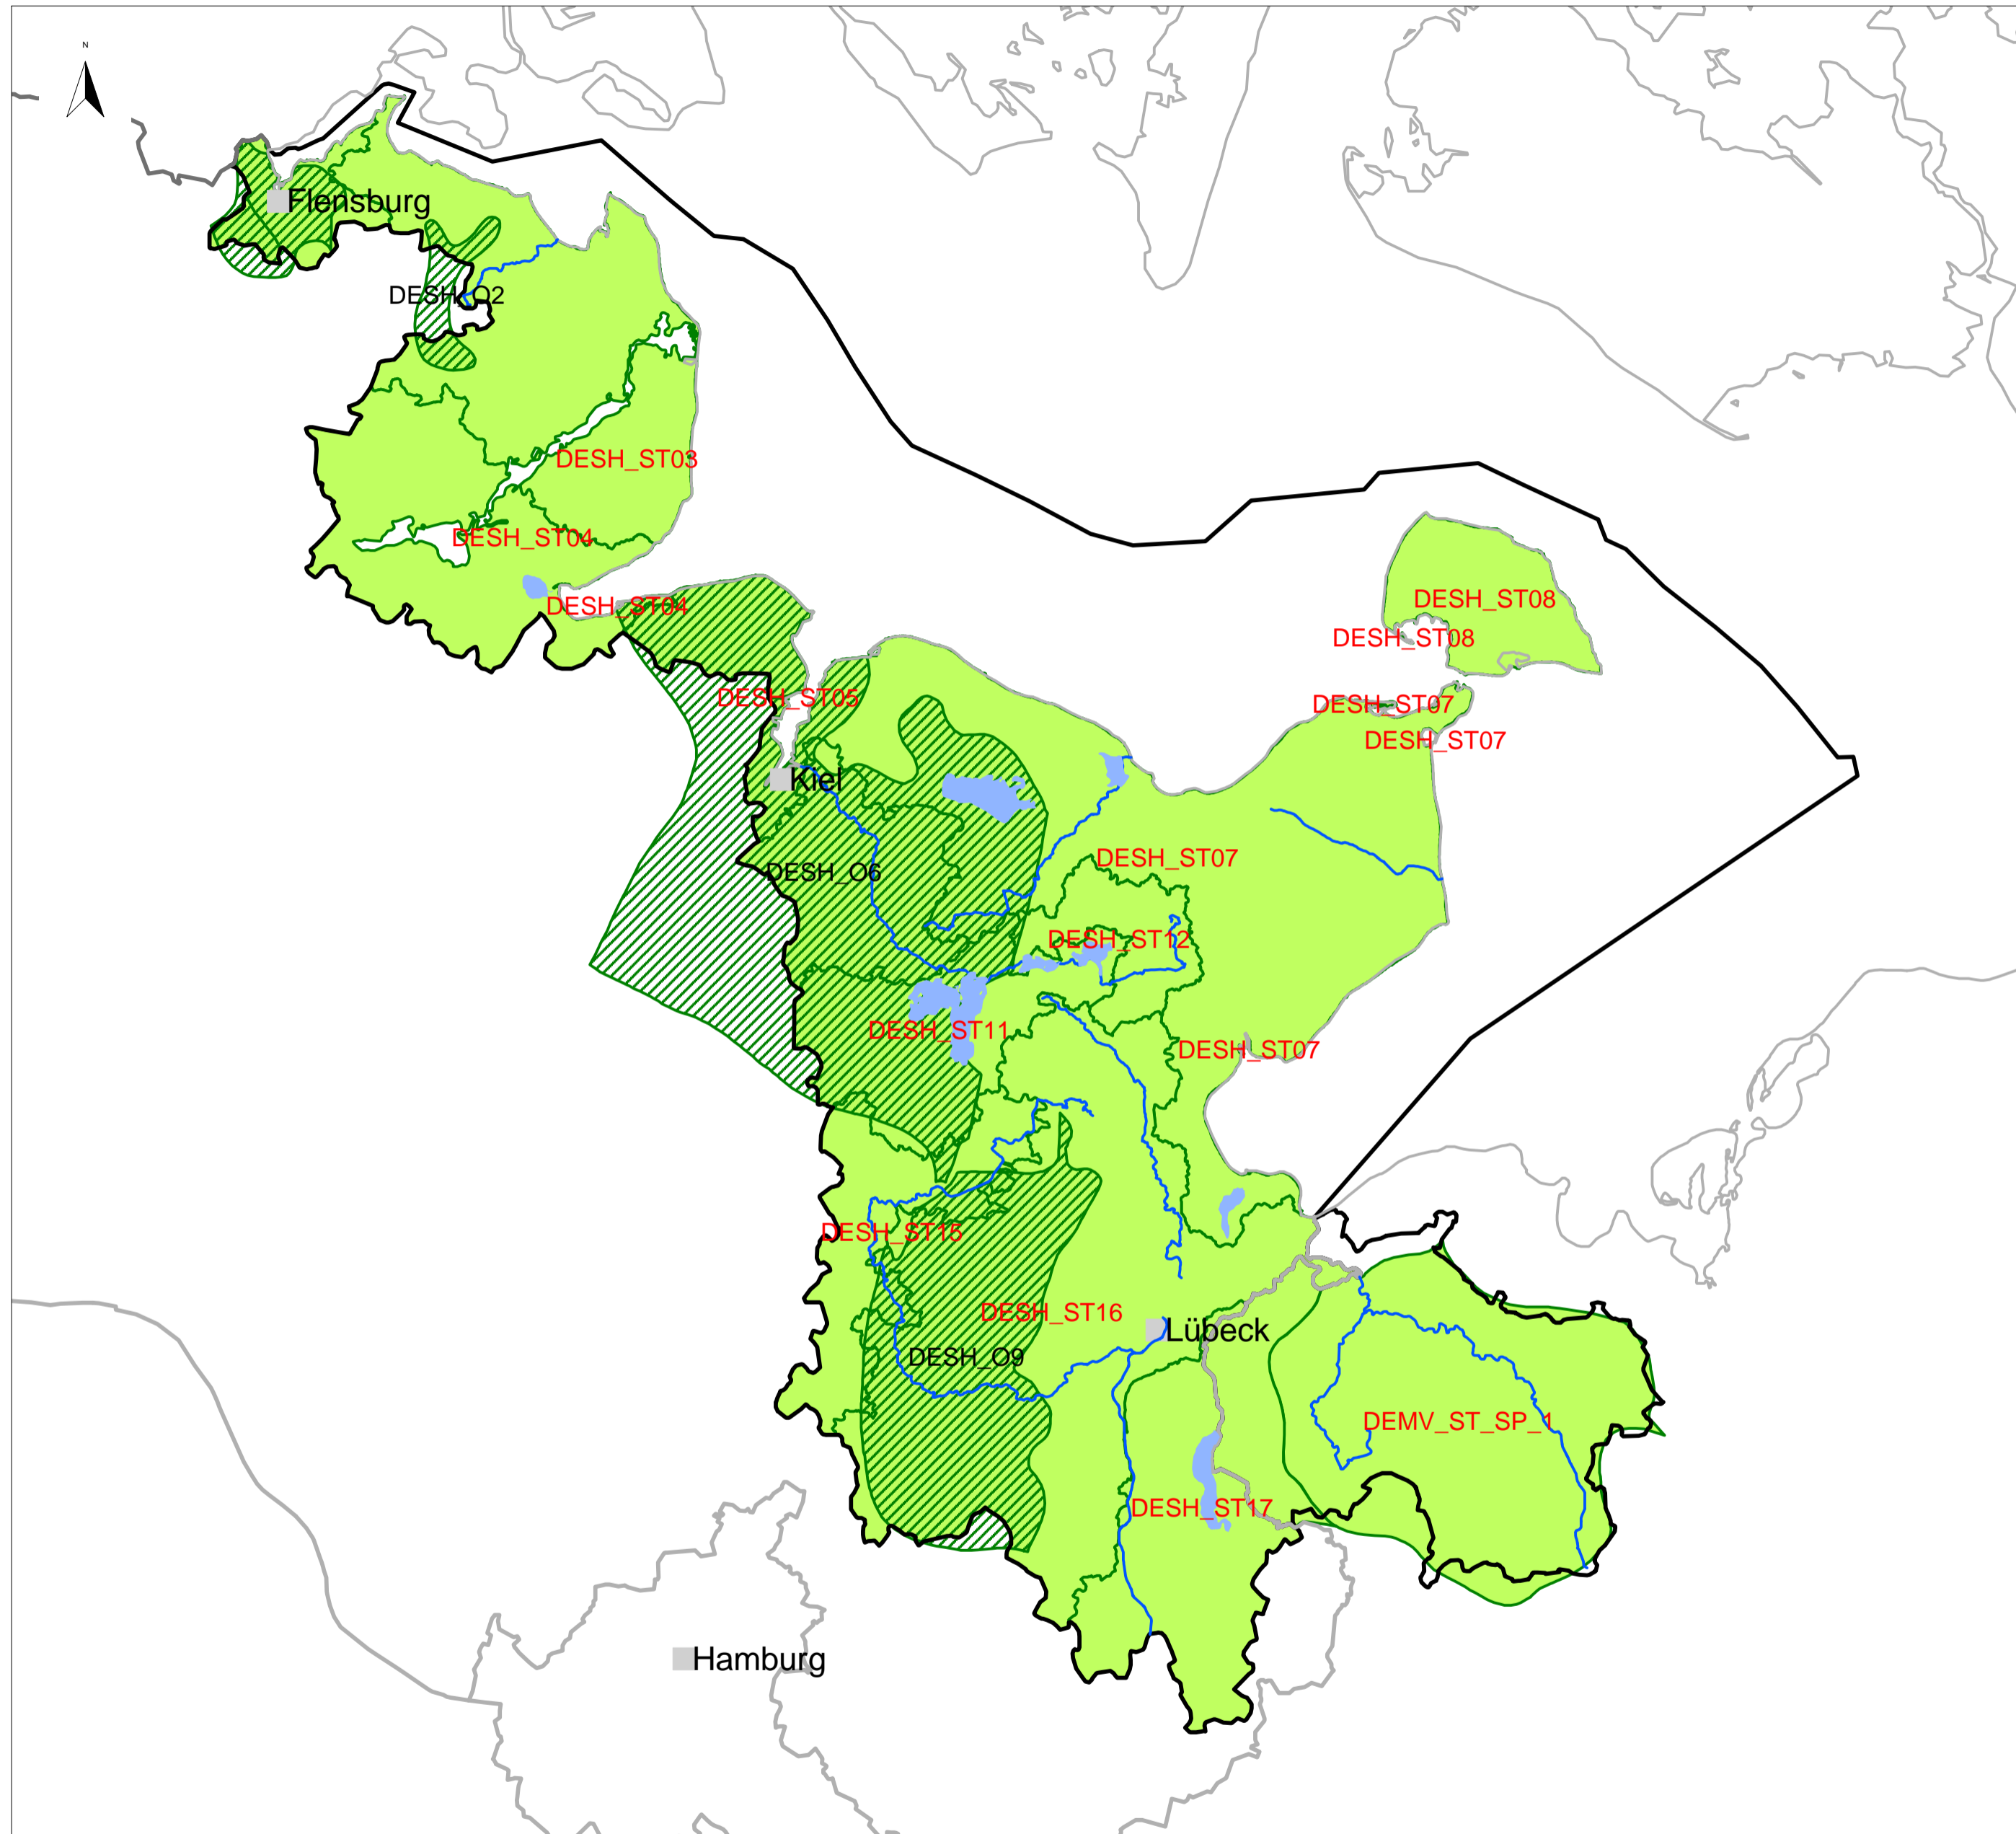 N
Flensburg
DESH_O2
DESH_ST03
DESH_ST04
DESH_ST04
DESH_ST08
DESH_ST08
DESH_ST05
DESH_ST07
DESH_ST07
Kiel
DESH_ST07
DESH_O6
DESH_ST12
DESH_ST11
DESH_ST07
DESH_ST15
DESH_ST16
Lübeck
DESH_O9
DEMV_ST_SP_1
DESH_ST17
Hamburg